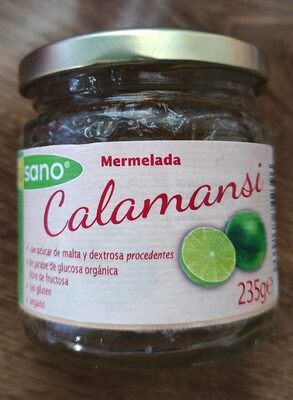 sano®
Mermelada
Calamansi
con azúcar de malta y dextrosa procedentes
de jarabe de glucosa orgánica
libre de fructosa
sin gluten
vegano
235g e